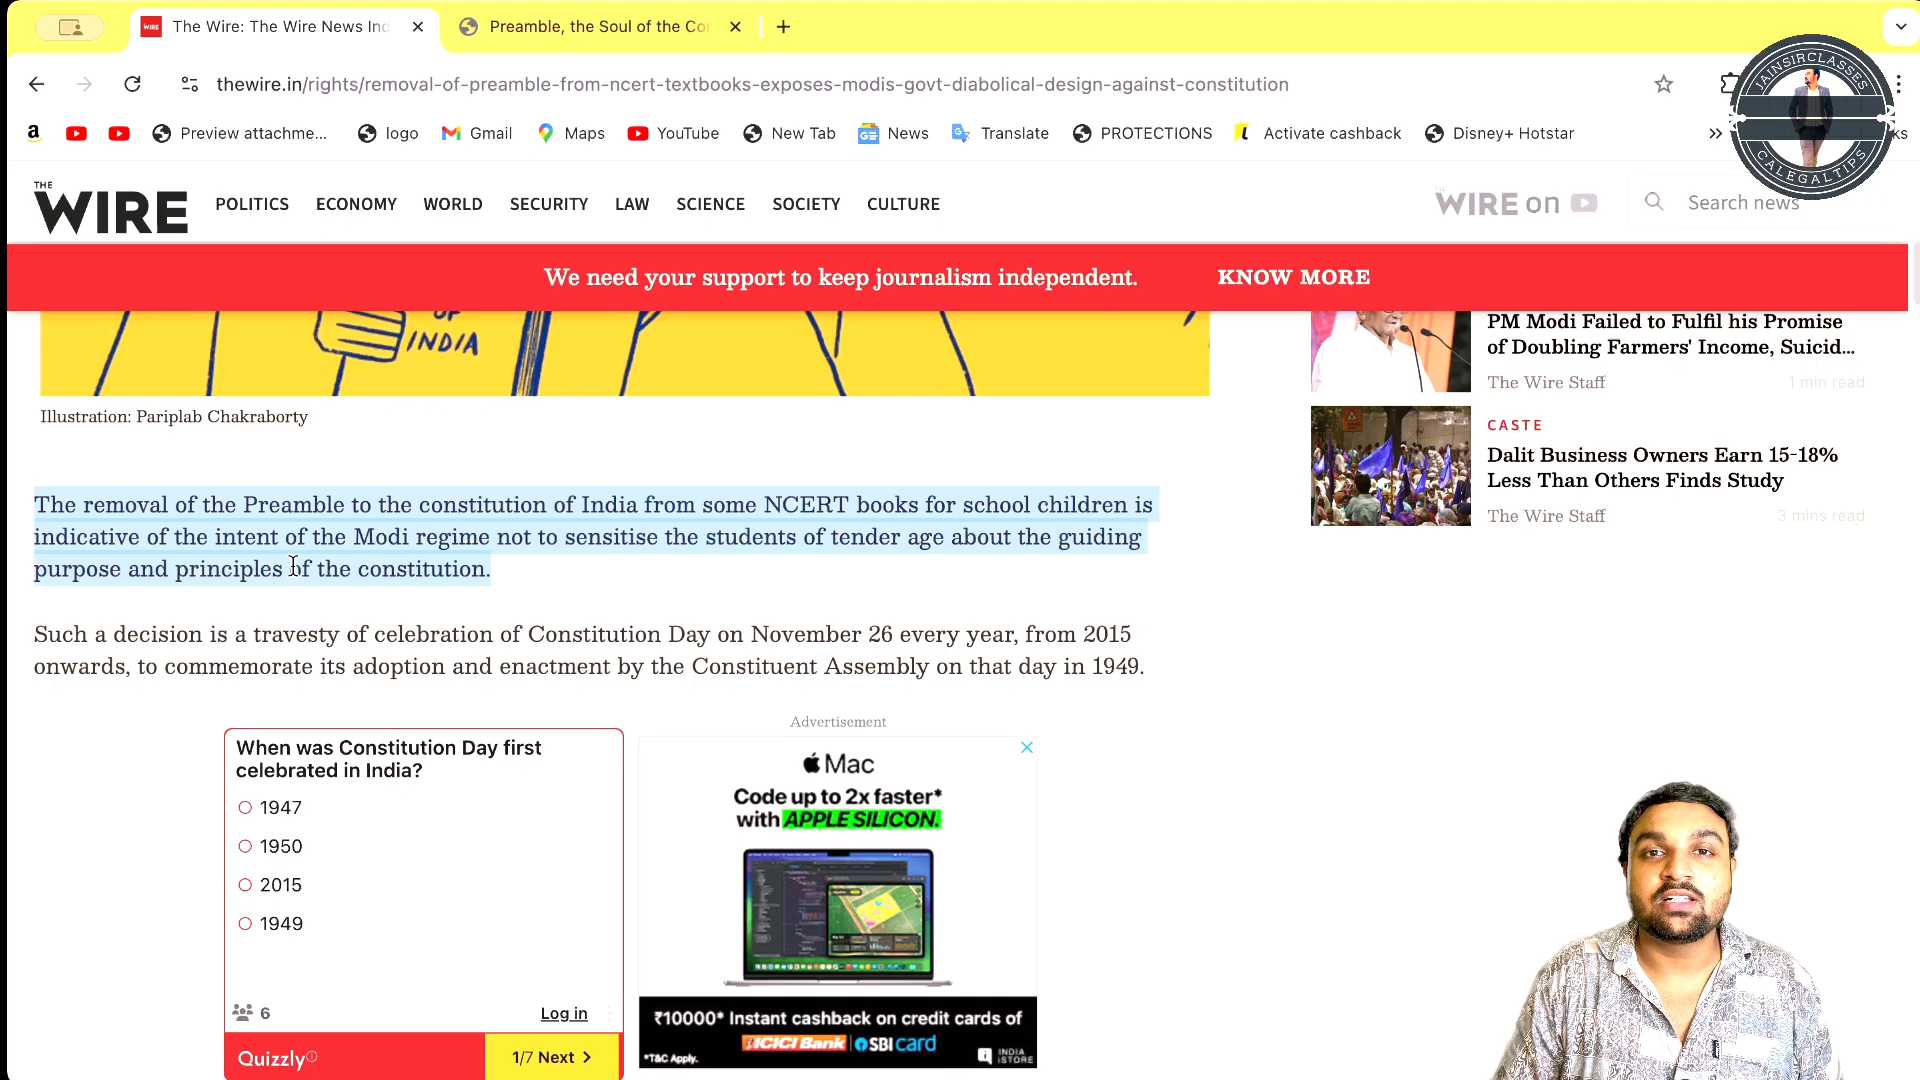 The Wire: The Wire News Ind
Preamble, the Soul of the Con
thewire.in/rights/removal-of-preamble-from-ncert-textbooks-exposes-modis-govt-diabolical-design-against-constitution
a
Preview attachme...
logo
Gmail
Maps
YouTube
New Tab
News
Translate
PROTECTIONS
Activate cashback
Disney+ Hotstar
JAINSIRCLASSES
CALEGALTIPS
THE
WIRE
POLITICS
ECONOMY
WORLD
SECURITY
LAW
SCIENCE
SOCIETY
CULTURE
THE WIRE on
Search news
We need your support to keep journalism independent.
KNOW MORE
OF
INDIA
Illustration: Pariplab Chakraborty
PM Modi Failed to Fulfil his Promise
of Doubling Farmers' Income, Suicid...
The Wire Staff
1 min read
CASTE
Dalit Business Owners Earn 15-18%
Less Than Others Finds Study
The Wire Staff
3 mins read
The removal of the Preamble to the constitution of India from some NCERT books for school children is
indicative of the intent of the Modi regime not to sensitise the students of tender age about the guiding
purpose and principles of the constitution.
Such a decision is a travesty of celebration of Constitution Day on November 26 every year, from 2015
onwards, to commemorate its adoption and enactment by the Constituent Assembly on that day in 1949.
When was Constitution Day first
celebrated in India?
1947
1950
2015
1949
6
Log in
Quizzly
1/7 Next
Advertisement
Mac
Code up to 2x faster*
with APPLE SILICON.
₹10000* Instant cashback on credit cards of
ICICI Bank | SBI card
*T&C Apply.
INDIA
iSTORE